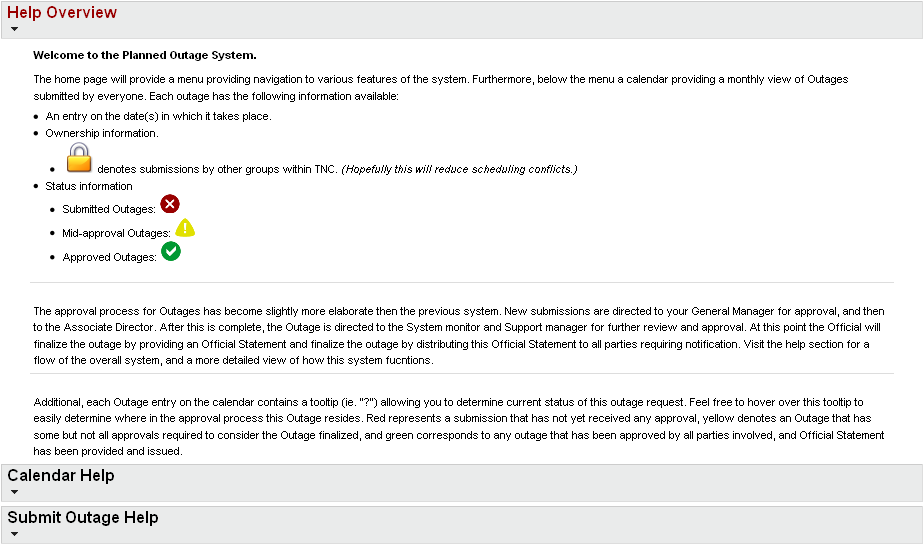 Help Overview
Welcome to the Planned Outage System.
The home page will provide a menu providing navigation to various features of the system. Furthermore, below the menu a calendar providing a monthly view of Outages
submitted by everyone. Each outage has the following information available:
An entry on the date(s) in which it takes place.
Ownership information.
denotes submissions by other groups within TNC. (Hopefully this will reduce scheduling conflicts.)
Status information
Submitted Outages:
Mid-approval Outages:
Approved Outages:
The approval process for Outages has become slightly more elaborate then the previous system. New submissions are directed to your General Manager for approval, and then
to the Associate Director. After this is complete, the Outage is directed to the System monitor and Support manager for further review and approval. At this point the Official will
finalize the outage by providing an Official Statement and finalize the outage by distributing this Official Statement to all parties requiring notification. Visit the help section for a
flow of the overall system, and a more detailed view of how this system fucntions.
Additional, each Outage entry on the calendar contains a tooltip (ie. "?") allowing you to determine current status of this outage request. Feel free to hover over this tooltip to
easily determine where in the approval process this Outage resides. Red represents a submission that has not yet received any approval, yellow denotes an Outage that has
some but not all approvals required to consider the Outage finalized, and green corresponds to any outage that has been approved by all parties involved, and Official Statement
has been provided and issued.
Calendar Help
Submit Outage Help